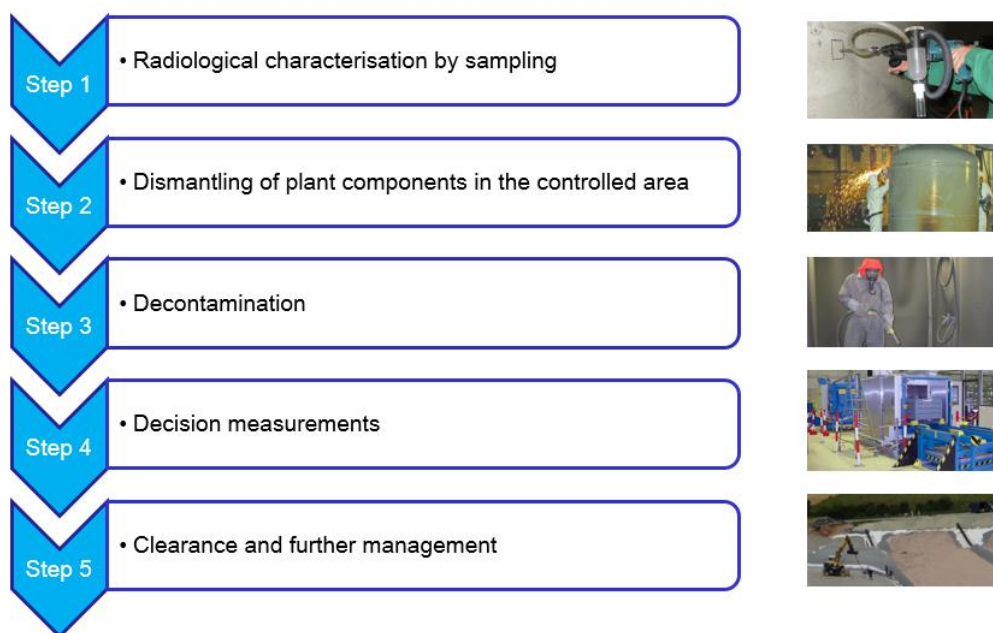 Step 1
• Radiological characterisation by sampling
Step 2
• Dismantling of plant components in the controlled area
Step 3
• Decontamination
Step 4
• Decision measurements
Step 5
• Clearance and further management